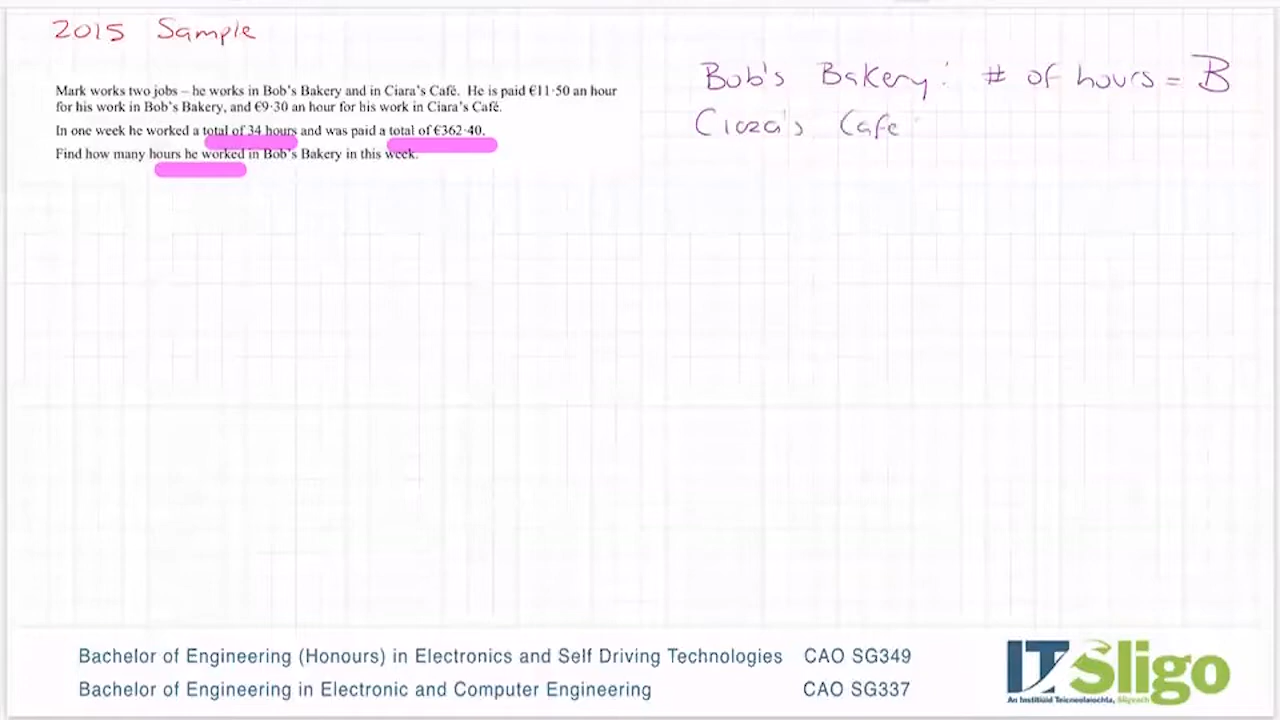 2015 Sample
Mark works two jobs – he works in Bob's Bakery and in Ciara's Café. He is paid €11·50 an hour
for his work in Bob's Bakery, and €9·30 an hour for his work in Ciara's Café.
In one week he worked a total of 34 hours and was paid a total of €362·40.
Find how many hours he worked in Bob's Bakery in this week.
Bob's Bakery: # of hours = B
Ciara's Cafe
Bachelor of Engineering (Honours) in Electronics and Self Driving Technologies CAO SG349
Bachelor of Engineering in Electronic and Computer Engineering CAO SG337
IT Sligo
An Institiúid Teicneolaíochta, Sligeach